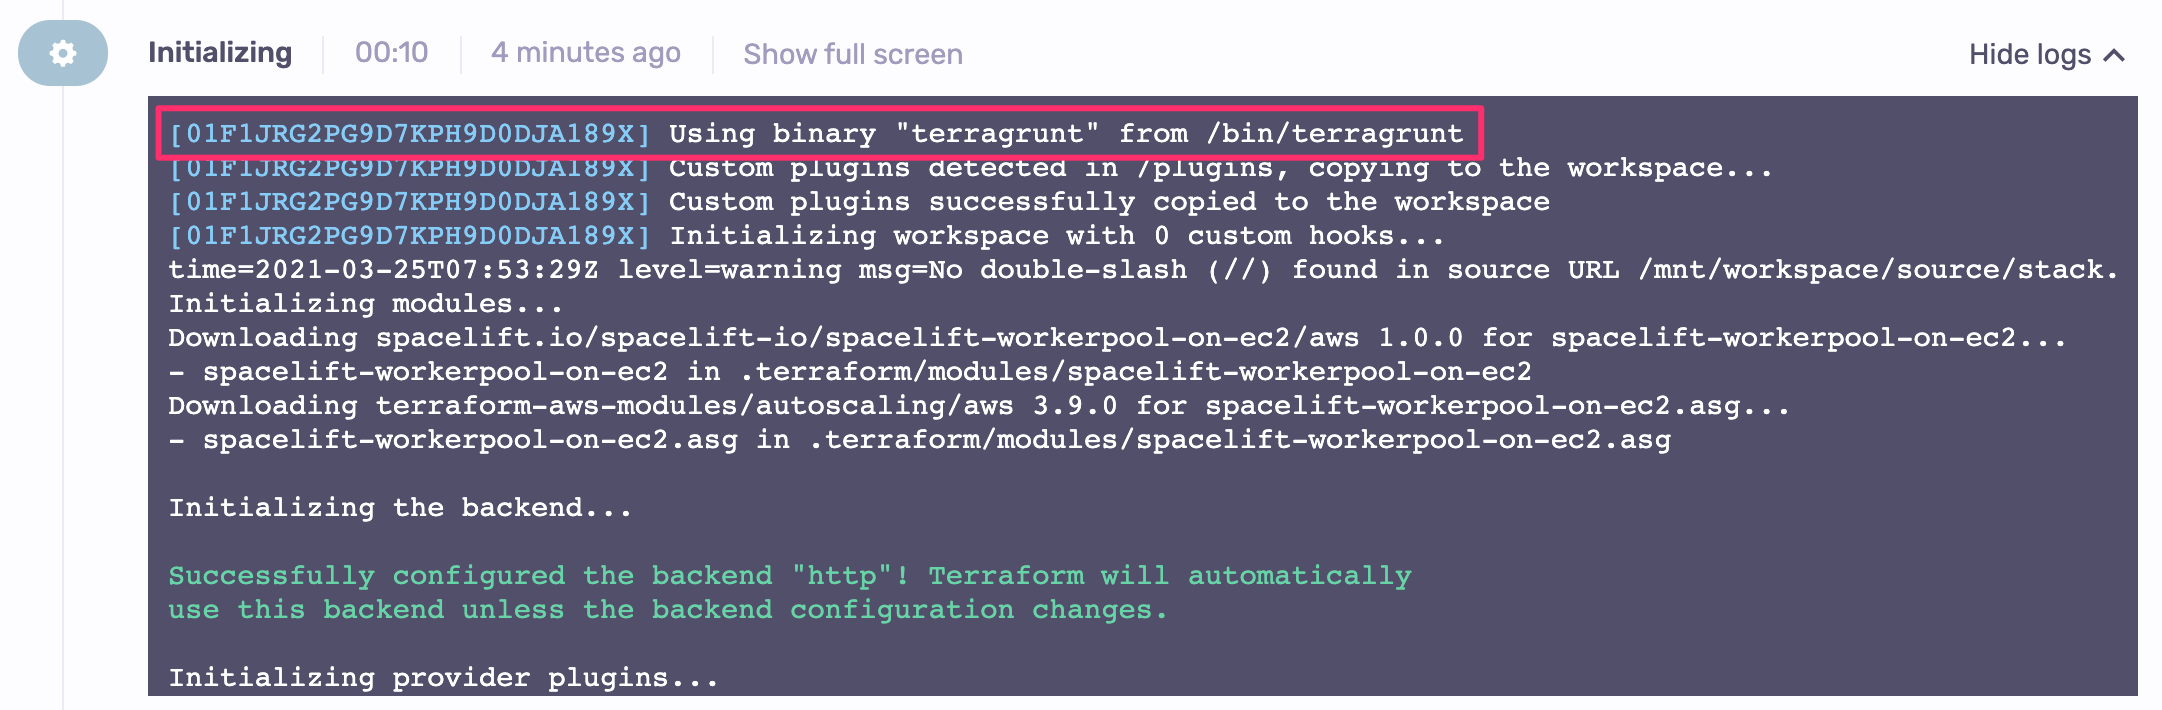 Initializing 00:10 4 minutes ago Show full screen Hide logs
[01F1JRG2PG9D7KPH9D0DJA189X] Using binary "terragrunt" from /bin/terragrunt
[01F1JRG2PG9D7KPH9D0DJA189X] Custom plugins detected in /plugins, copying to the workspace...
[01F1JRG2PG9D7KPH9D0DJA189X] Custom plugins successfully copied to the workspace
[01F1JRG2PG9D7KPH9D0DJA189X] Initializing workspace with 0 custom hooks...
time=2021-03-25T07:53:29Z level=warning msg=No double-slash (//) found in source URL /mnt/workspace/source/stack.
Initializing modules...
Downloading spacelift.io/spacelift-io/spacelift-workerpool-on-ec2/aws 1.0.0 for spacelift-workerpool-on-ec2...
- spacelift-workerpool-on-ec2 in .terraform/modules/spacelift-workerpool-on-ec2
Downloading terraform-aws-modules/autoscaling/aws 3.9.0 for spacelift-workerpool-on-ec2.asg...
- spacelift-workerpool-on-ec2.asg in .terraform/modules/spacelift-workerpool-on-ec2.asg
Initializing the backend...
Successfully configured the backend "http"! Terraform will automatically
use this backend unless the backend configuration changes.
Initializing provider plugins...